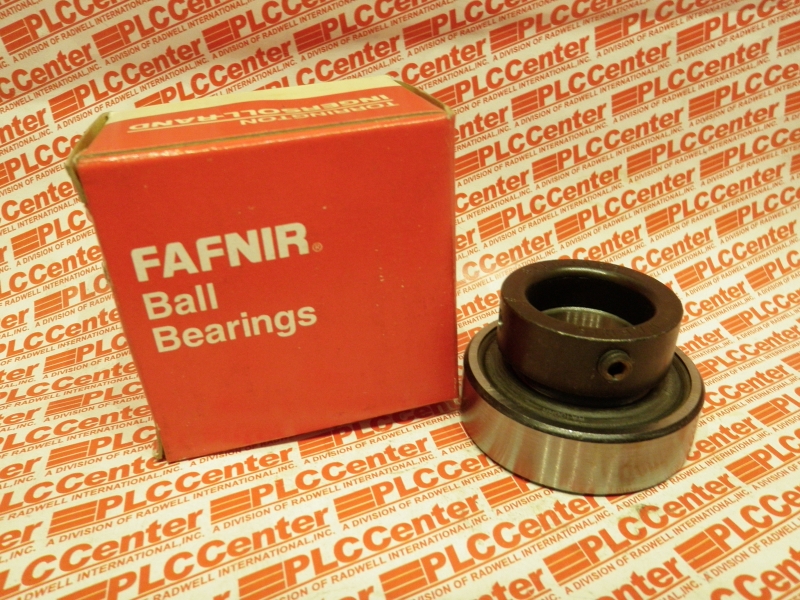 TORRINGTON
INGERSOLL-RAND
FAFNIR®
Ball
Bearings
PLCCenter
A DIVISION OF RADWELL INTERNATIONAL, INC.